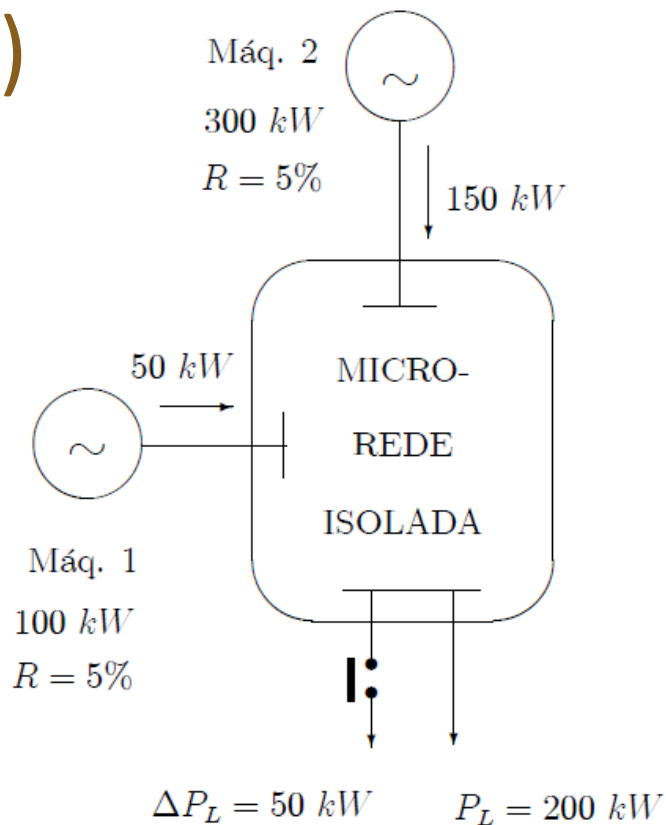 )
Máq. 2
300 kW
R = 5%
150 kW
50 kW
MICRO-
REDE
ISOLADA
Máq. 1
100 kW
R = 5%
ΔP_L = 50 kW
P_L = 200 kW